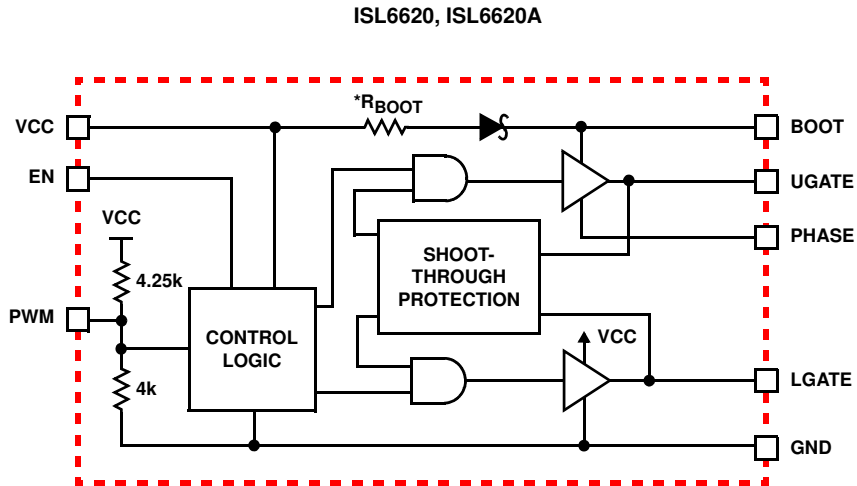 ISL6620, ISL6620A
*RBOOT
VCC
BOOT
EN
UGATE
VCC
PHASE
SHOOT-
THROUGH
PROTECTION
4.25k
PWM
CONTROL
LOGIC
VCC
4k
LGATE
GND